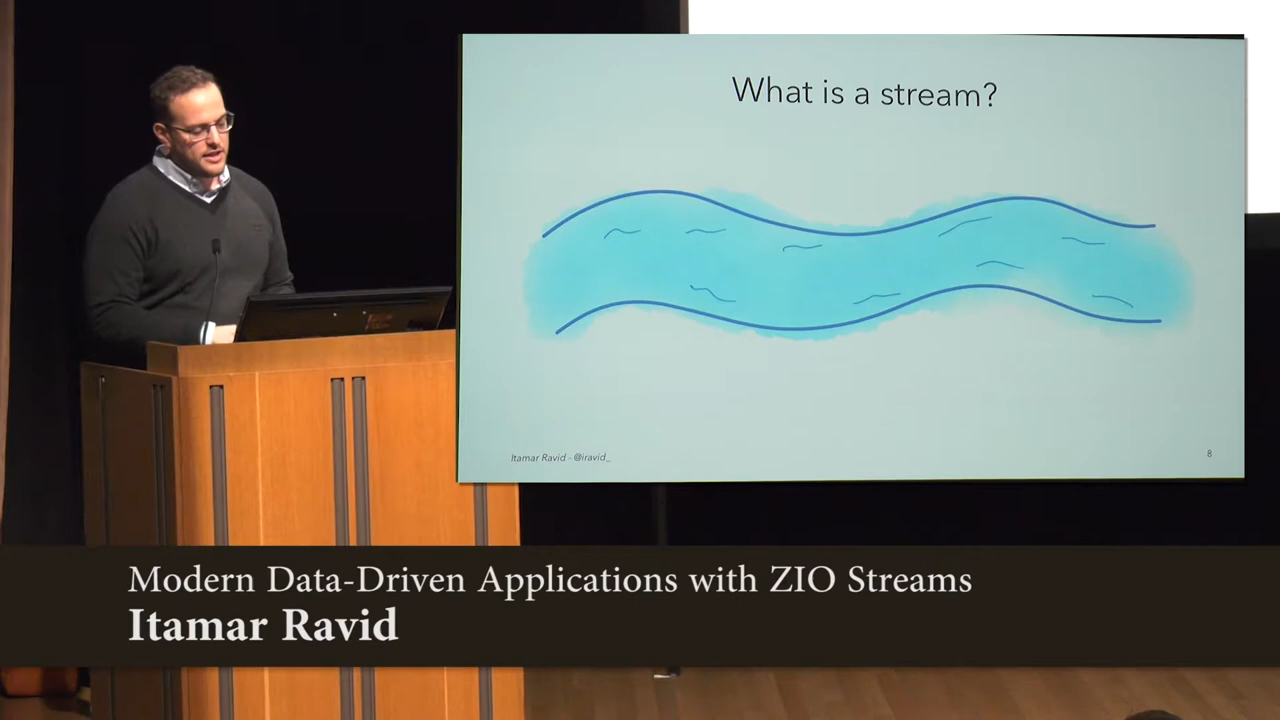 What is a stream?
Itamar Ravid - @iravid_
8
Modern Data-Driven Applications with ZIO Streams
Itamar Ravid